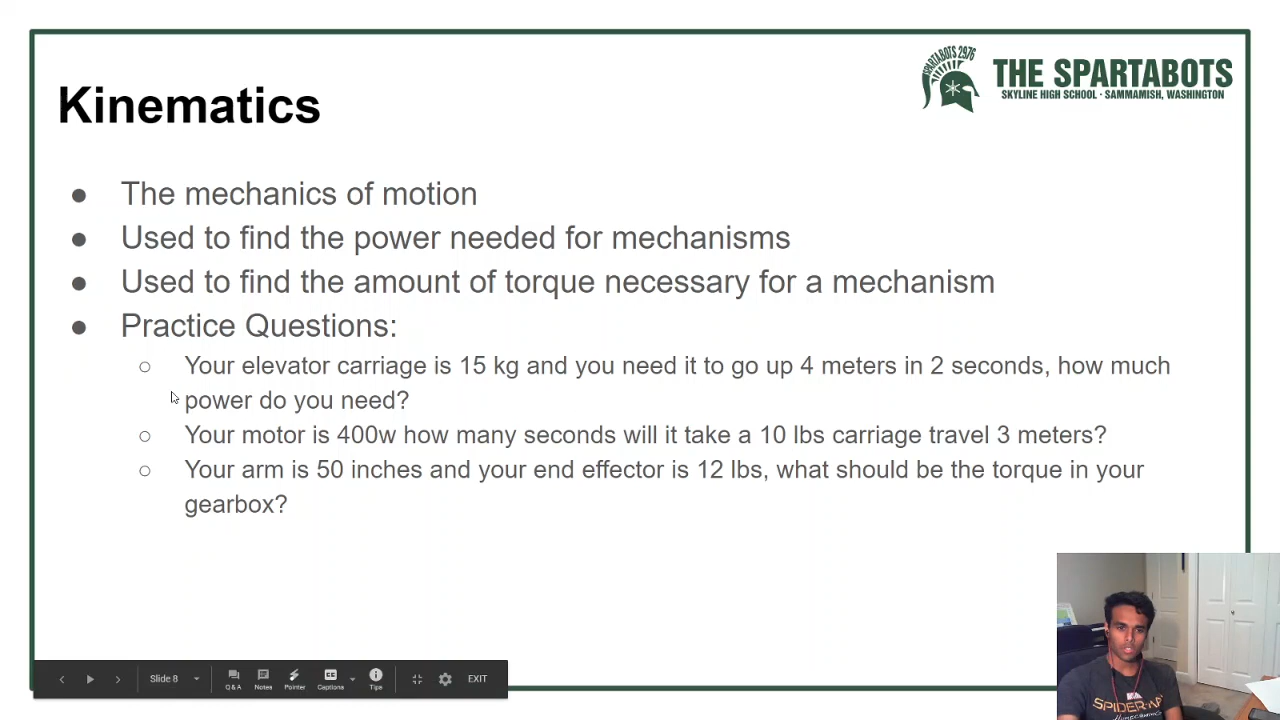 SPARTABOTS 2976
THE SPARTABOTS
SKYLINE HIGH SCHOOL · SAMMAMISH, WASHINGTON
Kinematics
● The mechanics of motion
● Used to find the power needed for mechanisms
● Used to find the amount of torque necessary for a mechanism
● Practice Questions:
○ Your elevator carriage is 15 kg and you need it to go up 4 meters in 2 seconds, how much
power do you need?
○ Your motor is 400w how many seconds will it take a 10 lbs carriage travel 3 meters?
○ Your arm is 50 inches and your end effector is 12 lbs, what should be the torque in your
gearbox?
Slide 8
Q & A
Notes
Pointer
CC
Captions
Tips
EXIT